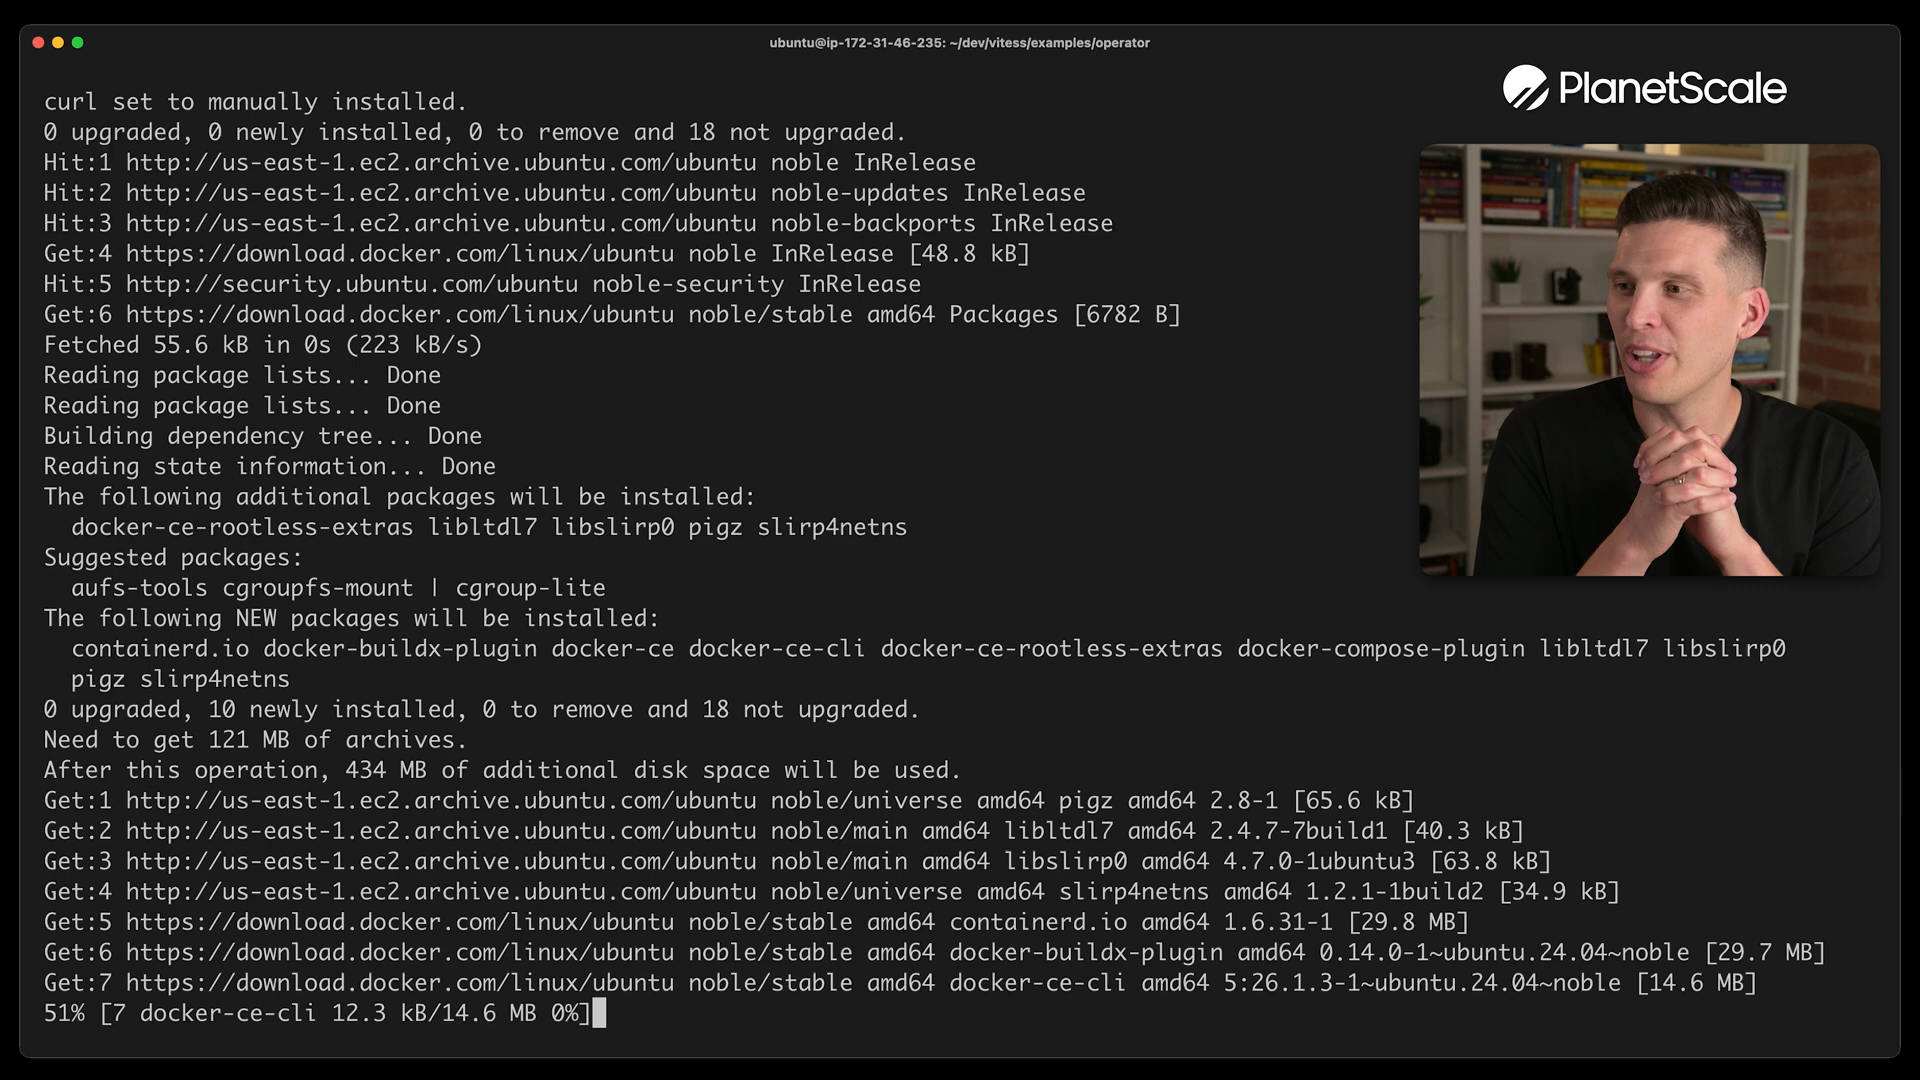 ubuntu@ip-172-31-46-235: ~/dev/vitess/examples/operator
PlanetScale
curl set to manually installed.
0 upgraded, 0 newly installed, 0 to remove and 18 not upgraded.
Hit:1 http://us-east-1.ec2.archive.ubuntu.com/ubuntu noble InRelease
Hit:2 http://us-east-1.ec2.archive.ubuntu.com/ubuntu noble-updates InRelease
Hit:3 http://us-east-1.ec2.archive.ubuntu.com/ubuntu noble-backports InRelease
Get:4 https://download.docker.com/linux/ubuntu noble InRelease [48.8 kB]
Hit:5 http://security.ubuntu.com/ubuntu noble-security InRelease
Get:6 https://download.docker.com/linux/ubuntu noble/stable amd64 Packages [6782 B]
Fetched 55.6 kB in 0s (223 kB/s)
Reading package lists... Done
Reading package lists... Done
Building dependency tree... Done
Reading state information... Done
The following additional packages will be installed:
  docker-ce-rootless-extras libltdl7 libslirp0 pigz slirp4netns
Suggested packages:
  aufs-tools cgroupfs-mount | cgroup-lite
The following NEW packages will be installed:
  containerd.io docker-buildx-plugin docker-ce docker-ce-cli docker-ce-rootless-extras docker-compose-plugin libltdl7 libslirp0
  pigz slirp4netns
0 upgraded, 10 newly installed, 0 to remove and 18 not upgraded.
Need to get 121 MB of archives.
After this operation, 434 MB of additional disk space will be used.
Get:1 http://us-east-1.ec2.archive.ubuntu.com/ubuntu noble/universe amd64 pigz amd64 2.8-1 [65.6 kB]
Get:2 http://us-east-1.ec2.archive.ubuntu.com/ubuntu noble/main amd64 libltdl7 amd64 2.4.7-7build1 [40.3 kB]
Get:3 http://us-east-1.ec2.archive.ubuntu.com/ubuntu noble/main amd64 libslirp0 amd64 4.7.0-1ubuntu3 [63.8 kB]
Get:4 http://us-east-1.ec2.archive.ubuntu.com/ubuntu noble/universe amd64 slirp4netns amd64 1.2.1-1build2 [34.9 kB]
Get:5 https://download.docker.com/linux/ubuntu noble/stable amd64 containerd.io amd64 1.6.31-1 [29.8 MB]
Get:6 https://download.docker.com/linux/ubuntu noble/stable amd64 docker-buildx-plugin amd64 0.14.0-1~ubuntu.24.04~noble [29.7 MB]
Get:7 https://download.docker.com/linux/ubuntu noble/stable amd64 docker-ce-cli amd64 5:26.1.3-1~ubuntu.24.04~noble [14.6 MB]
51% [7 docker-ce-cli 12.3 kB/14.6 MB 0%]